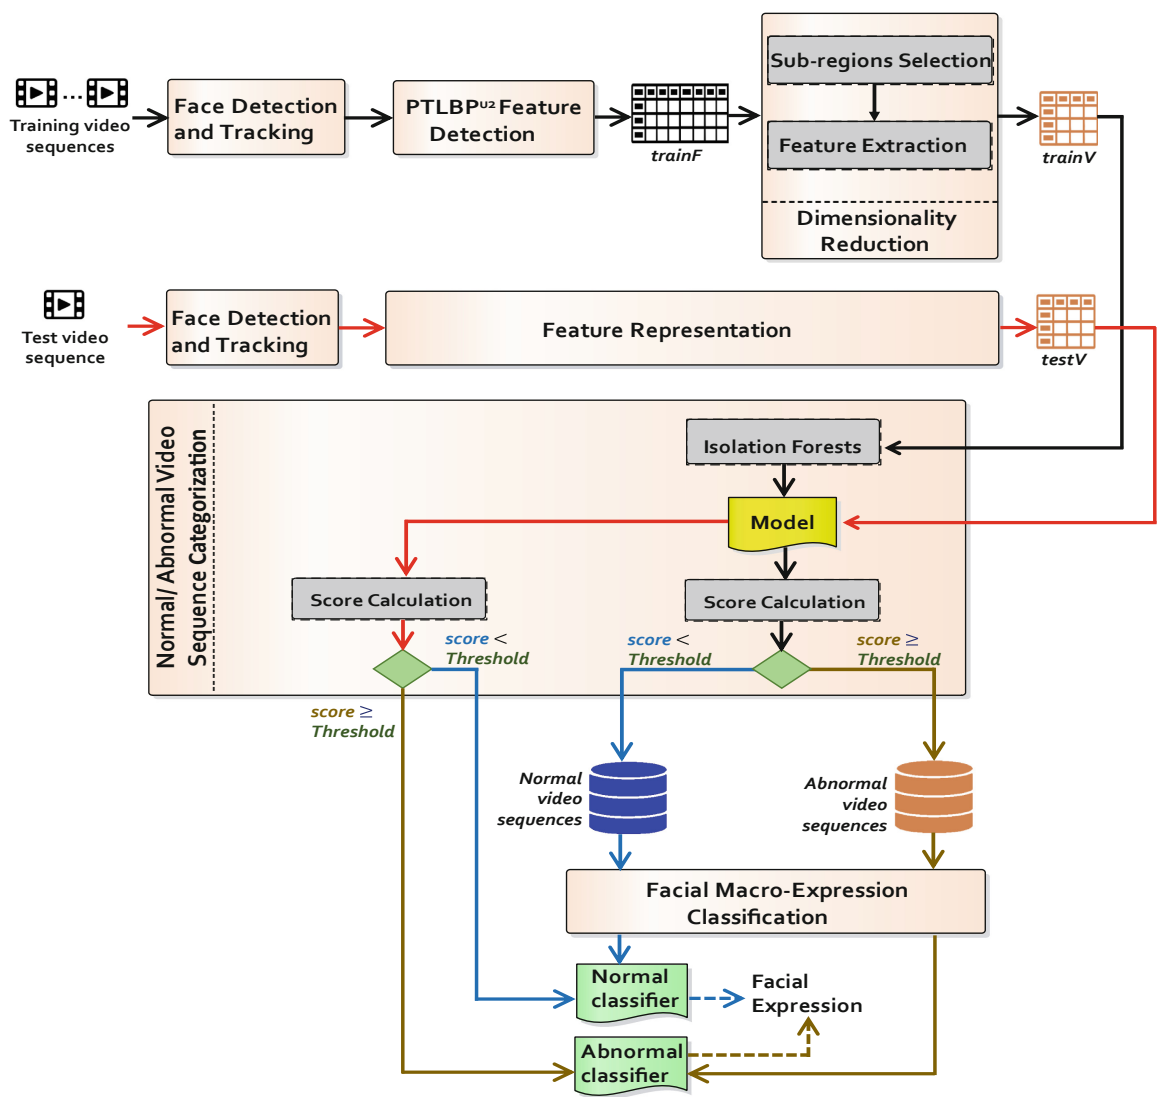 ...
Training video
sequences
Face Detection
and Tracking
PTLBPᵁ² Feature
Detection
trainF
Sub-regions Selection
Feature Extraction
Dimensionality
Reduction
trainV
Test video
sequence
Face Detection
and Tracking
Feature Representation
testV
Normal/ Abnormal Video
Sequence Categorization
Isolation Forests
Model
Score Calculation
Score Calculation
score <
Threshold
score <
Threshold
score ≥
Threshold
score ≥
Threshold
Normal
video
sequences
Abnormal
video
sequences
Facial Macro-Expression
Classification
Normal
classifier
Facial
Expression
Abnormal
classifier